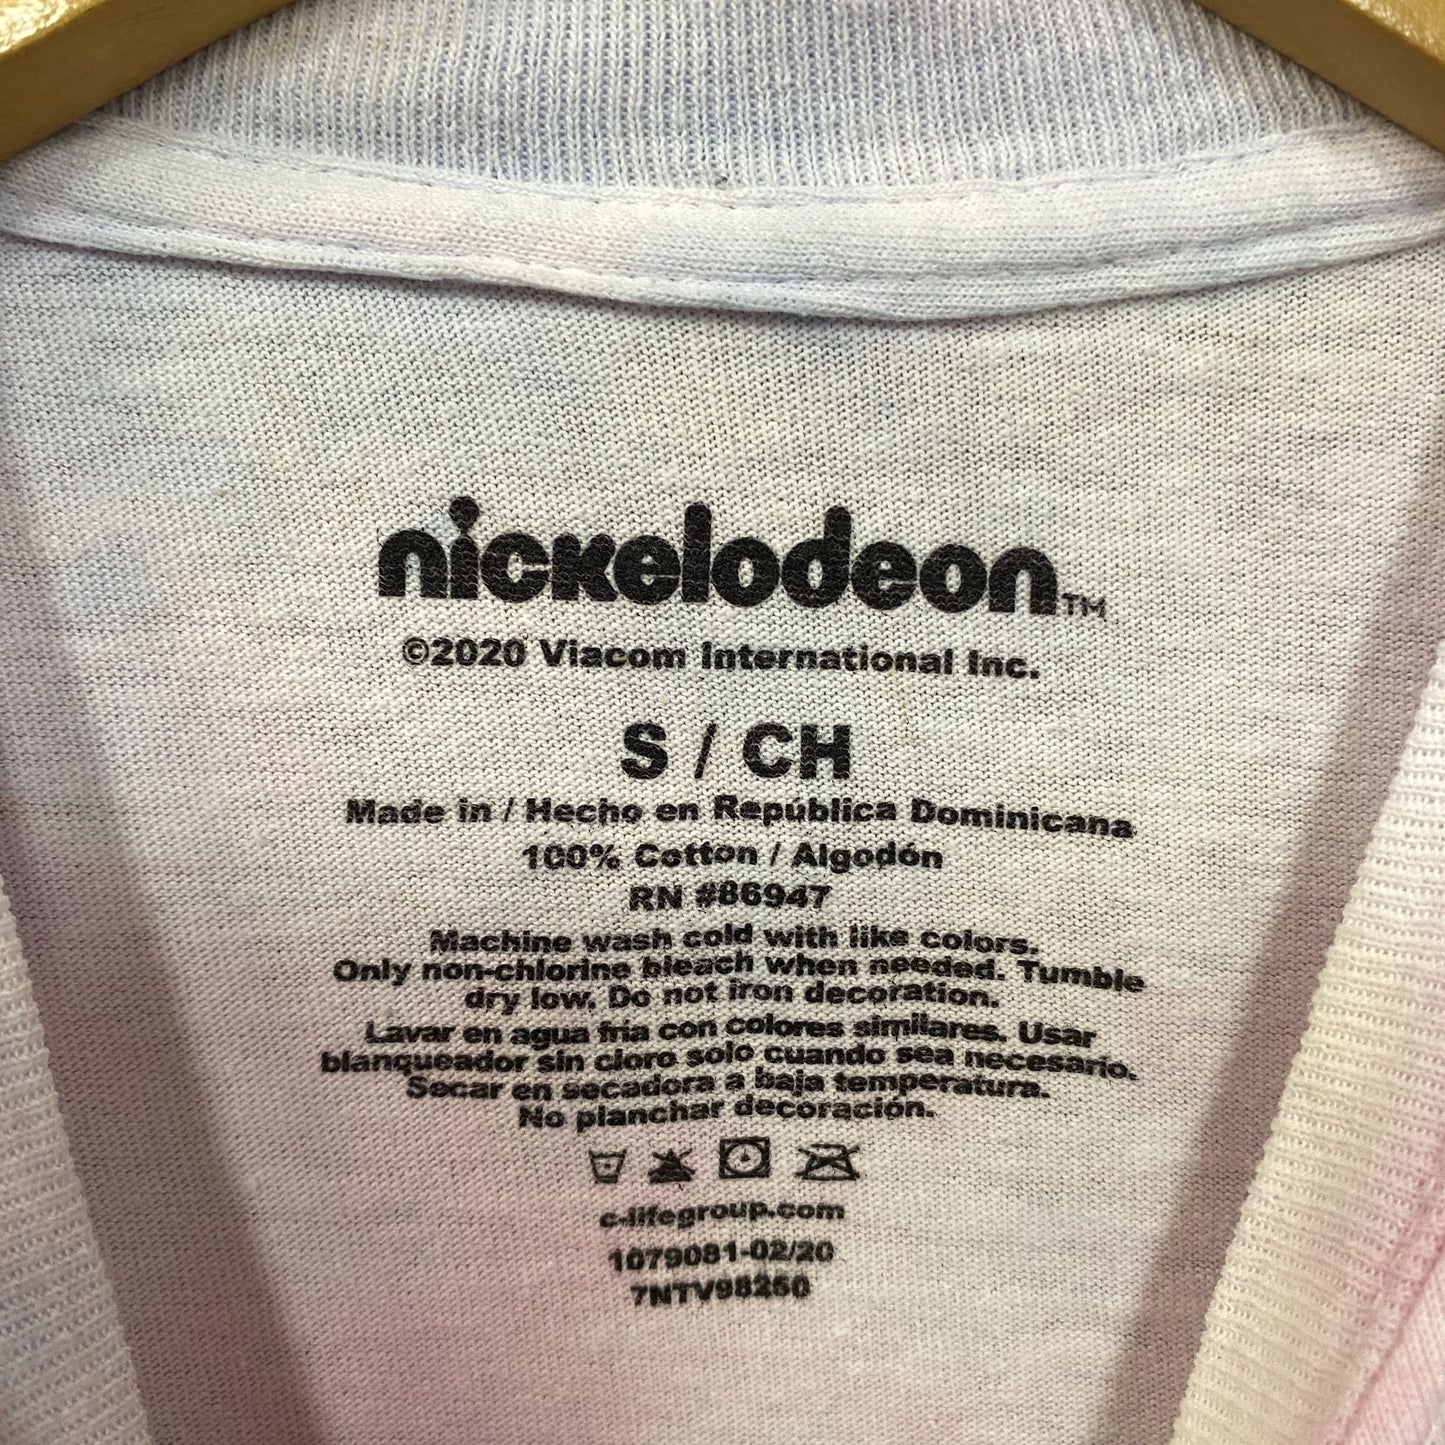 nickelodeon™
©2020 Viacom International Inc.
S / CH
Made in / Hecho en República Dominicana
100% Cotton / Algodón
RN #86947
Machine wash cold with like colors.
Only non-chlorine bleach when needed. Tumble
dry low. Do not iron decoration.
Lavar en agua fria con colores similares. Usar
blanqueador sin cloro solo cuando sea necesario.
Secar en secadora a baja temperatura.
No planchar decoración.
c-lifegroup.com
1079081-02/20
7NTV98250